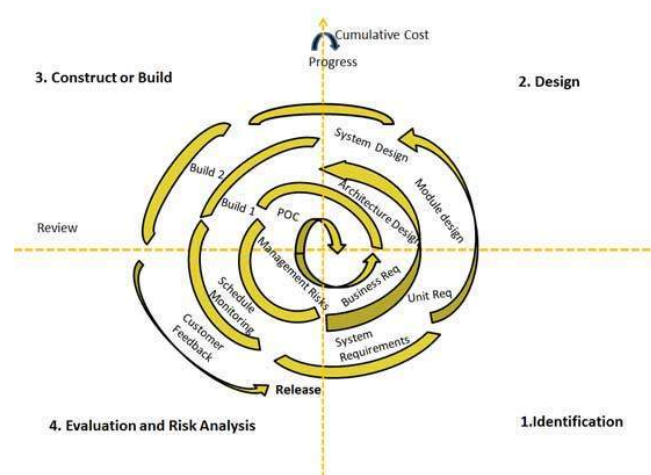 Cumulative Cost
Progress
3. Construct or Build
2. Design
System Design
Build 2
Module design
Build 1
POC
Architecture Design
Review
Management Risks
Business Req
Schedule
Monitoring
Unit Req
Customer
Feedback
System
Requirements
Release
4. Evaluation and Risk Analysis
1.Identification